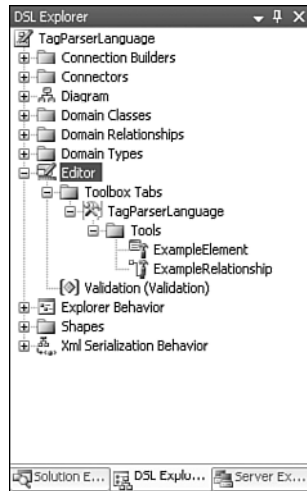 DSL Explorer
TagParserLanguage
Connection Builders
Connectors
Diagram
Domain Classes
Domain Relationships
Domain Types
Editor
Toolbox Tabs
TagParserLanguage
Tools
ExampleElement
ExampleRelationship
Validation (Validation)
Explorer Behavior
Shapes
Xml Serialization Behavior
Solution E... DSL Explo... Server Ex...